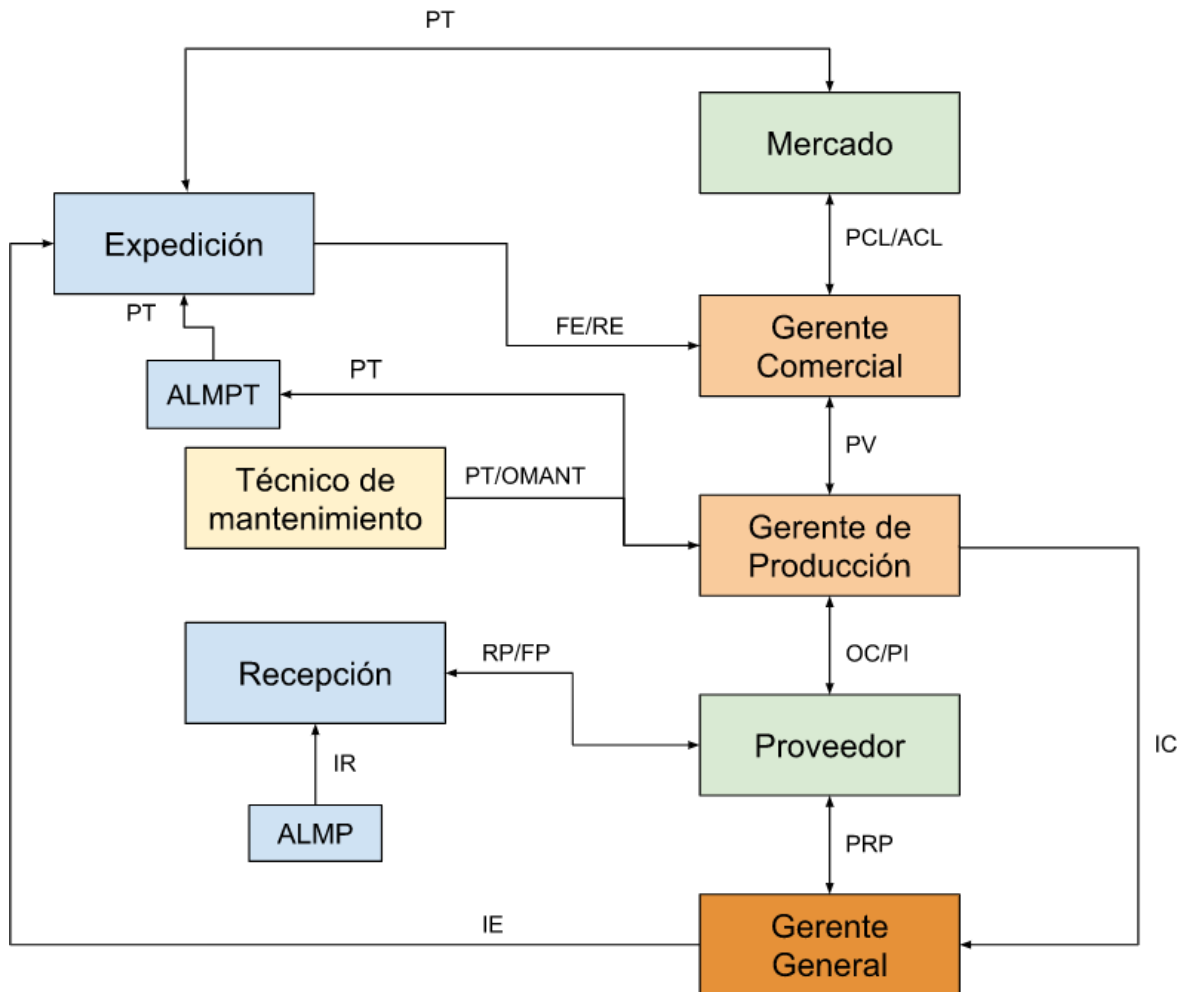 PT
Mercado
Expedición
PCL/ACL
PT
FE/RE
Gerente
Comercial
PT
ALMPT
PV
Técnico de
mantenimiento
PT/OMANT
Gerente de
Producción
RP/FP
Recepción
OC/PI
Proveedor
IC
IR
ALMP
PRP
IE
Gerente
General